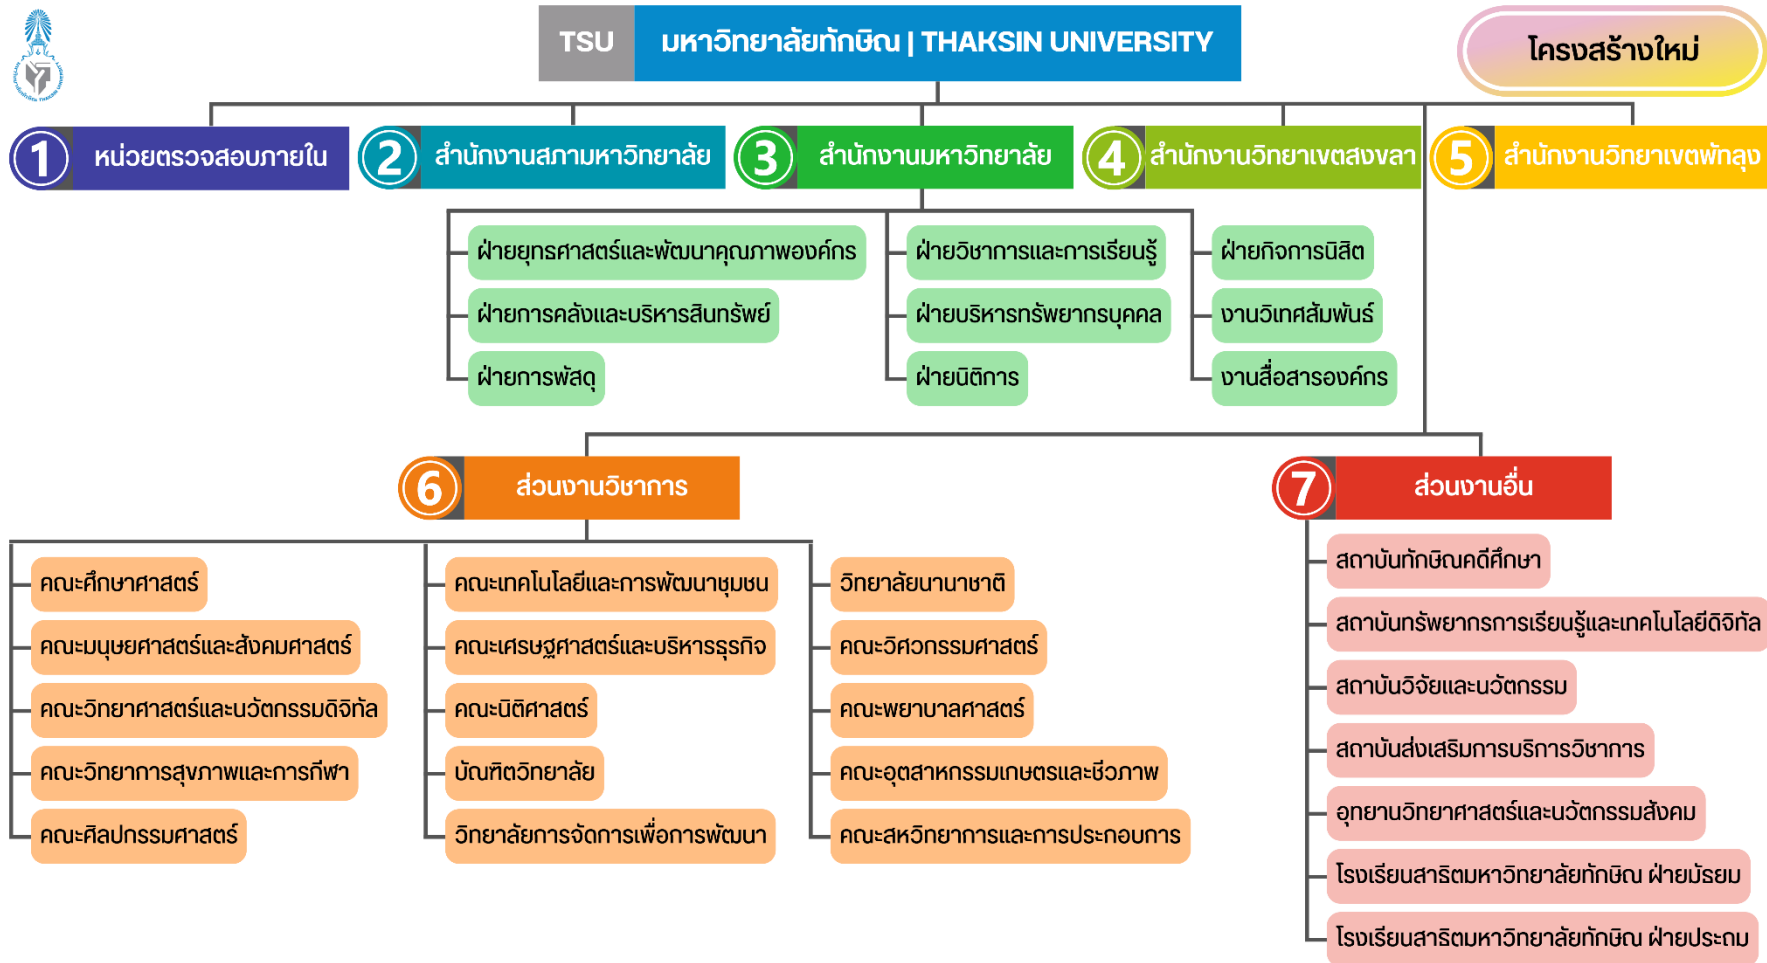 TSU มหาวิทยาลัยทักษิณ | THAKSIN UNIVERSITY
โครงสร้างใหม่
1 หน่วยตรวจสอบภายใน
2 สำนักงานสภามหาวิทยาลัย
3 สำนักงานมหาวิทยาลัย
4 สำนักงานวิทยาเขตสงขลา
5 สำนักงานวิทยาเขตพัทลุง
ฝ่ายยุทธศาสตร์และพัฒนาคุณภาพองค์กร
ฝ่ายการคลังและบริหารสินทรัพย์
ฝ่ายการพัสดุ
ฝ่ายวิชาการและการเรียนรู้
ฝ่ายบริหารทรัพยากรบุคคล
ฝ่ายนิติการ
ฝ่ายกิจการนิสิต
งานวิเทศสัมพันธ์
งานสื่อสารองค์กร
6 ส่วนงานวิชาการ
คณะศึกษาศาสตร์
คณะมนุษยศาสตร์และสังคมศาสตร์
คณะวิทยาศาสตร์และนวัตกรรมดิจิทัล
คณะวิทยาการสุขภาพและการกีฬา
คณะศิลปกรรมศาสตร์
คณะเทคโนโลยีและการพัฒนาชุมชน
คณะเศรษฐศาสตร์และบริหารธุรกิจ
คณะนิติศาสตร์
บัณฑิตวิทยาลัย
วิทยาลัยการจัดการเพื่อการพัฒนา
วิทยาลัยนานาชาติ
คณะวิศวกรรมศาสตร์
คณะพยาบาลศาสตร์
คณะอุตสาหกรรมเกษตรและชีวภาพ
คณะสหวิทยาการและการประกอบการ
7 ส่วนงานอื่น
สถาบันทักษิณคดีศึกษา
สถาบันทรัพยากรการเรียนรู้และเทคโนโลยีดิจิทัล
สถาบันวิจัยและนวัตกรรม
สถาบันส่งเสริมการบริการวิชาการ
อุทยานวิทยาศาสตร์และนวัตกรรมสังคม
โรงเรียนสาธิตมหาวิทยาลัยทักษิณ ฝ่ายมัธยม
โรงเรียนสาธิตมหาวิทยาลัยทักษิณ ฝ่ายประถม